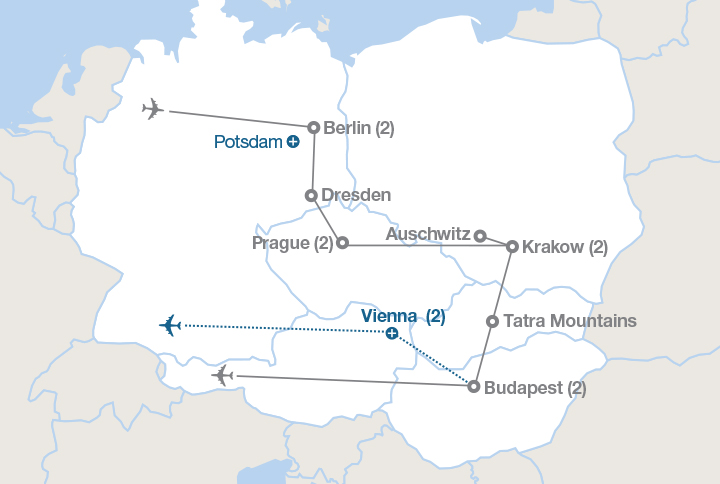 Berlin (2)
Potsdam
Dresden
Auschwitz
Prague (2)
Krakow (2)
Vienna (2)
Tatra Mountains
Budapest (2)